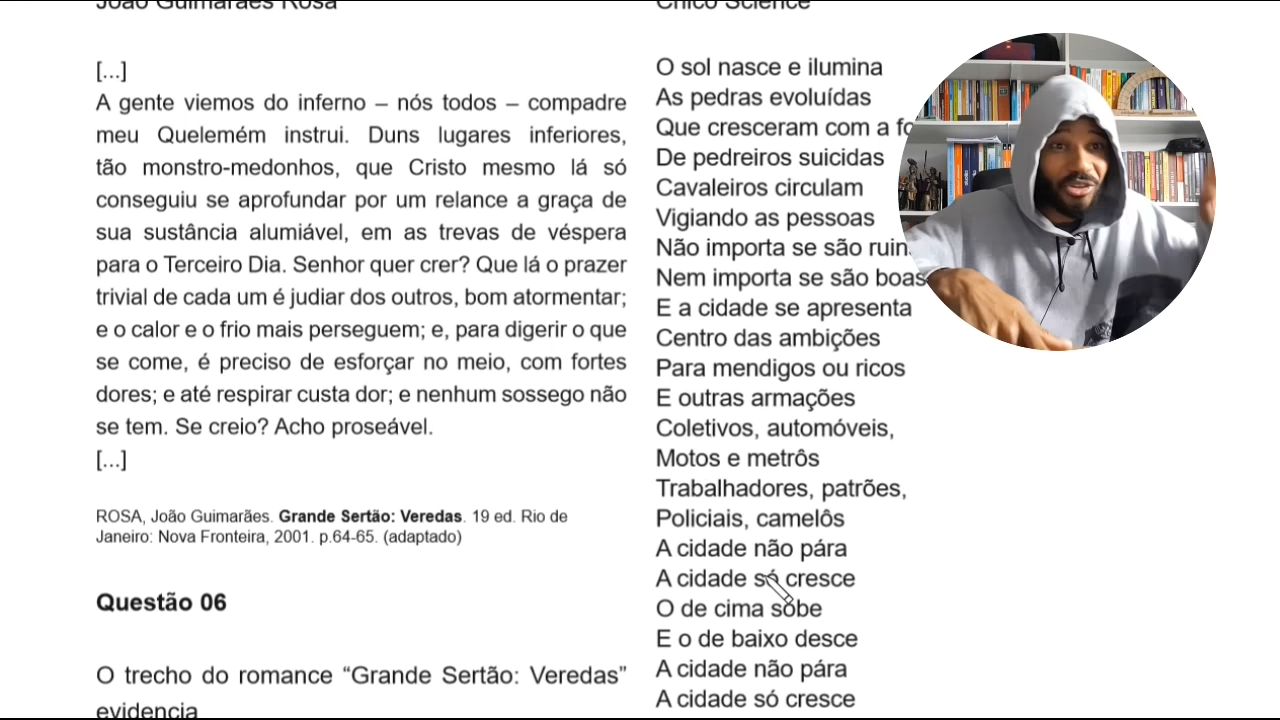 João Guimarães Rosa
[...]
A gente viemos do inferno – nós todos – compadre
meu Quelemém instrui. Duns lugares inferiores,
tão monstro-medonhos, que Cristo mesmo lá só
conseguiu se aprofundar por um relance a graça de
sua sustância alumiável, em as trevas de véspera
para o Terceiro Dia. Senhor quer crer? Que lá o prazer
trivial de cada um é judiar dos outros, bom atormentar;
e o calor e o frio mais perseguem; e, para digerir o que
se come, é preciso de esforçar no meio, com fortes
dores; e até respirar custa dor; e nenhum sossego não
se tem. Se creio? Acho proseável.
[...]
ROSA, João Guimarães. Grande Sertão: Veredas. 19 ed. Rio de
Janeiro: Nova Fronteira, 2001. p.64-65. (adaptado)
Questão 06
O trecho do romance “Grande Sertão: Veredas”
evidencia
Chico Science
O sol nasce e ilumina
As pedras evoluídas
Que cresceram com a
De pedreiros suicidas
Cavaleiros circulam
Vigiando as pessoas
Não importa se são
Nem importa se são boas
E a cidade se apresenta
Centro das ambições
Para mendigos ou ricos
E outras armações
Coletivos, automóveis,
Motos e metrôs
Trabalhadores, patrões,
Policiais, camelôs
A cidade não pára
A cidade só cresce
O de cima sobe
E o de baixo desce
A cidade não pára
A cidade só cresce